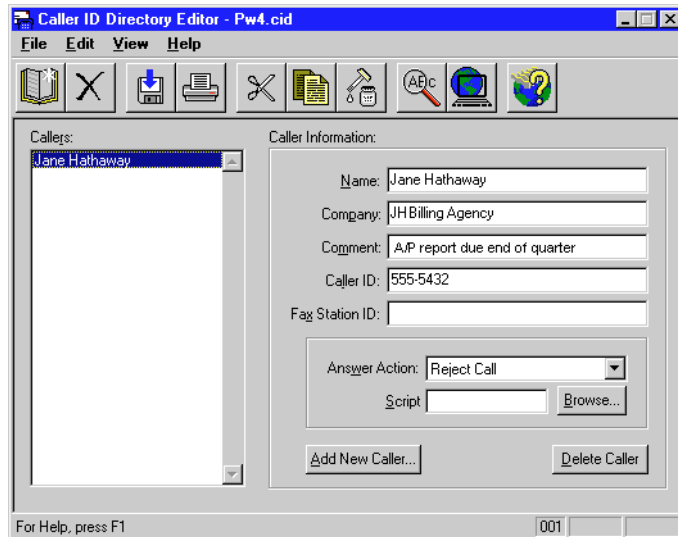 Caller ID Directory Editor - Pw4.cid
File Edit View Help
ABc
?
Callers:
Jane Hathaway
Caller Information:
Name: Jane Hathaway
Company: JHBilling Agency
Comment: A/P report due end of quarter
Caller ID: 555-5432
Fax Station ID:
Answer Action: Reject Call
Script Browse...
Add New Caller... Delete Caller
For Help, press F1 001